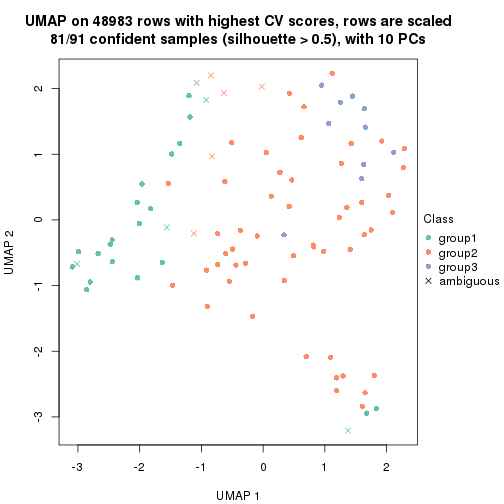 UMAP on 48983 rows with highest CV scores, rows are scaled
81/91 confident samples (silhouette > 0.5), with 10 PCs
2
1
0
-1
-2
-3
UMAP 2
-3
-2
-1
0
1
2
UMAP 1
Class
group1
group2
group3
ambiguous